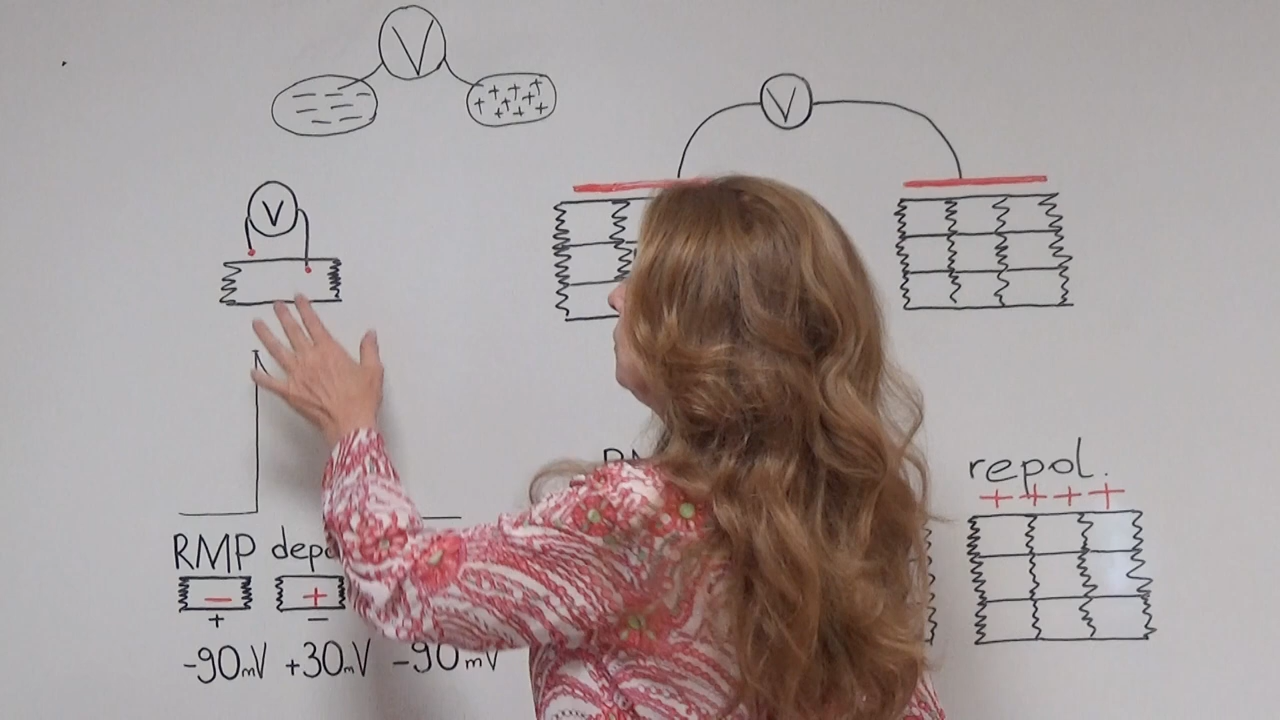 V
V
V
repol.
+ + + +
RMP
-
+
+
-
-90mV +30mV -90mV